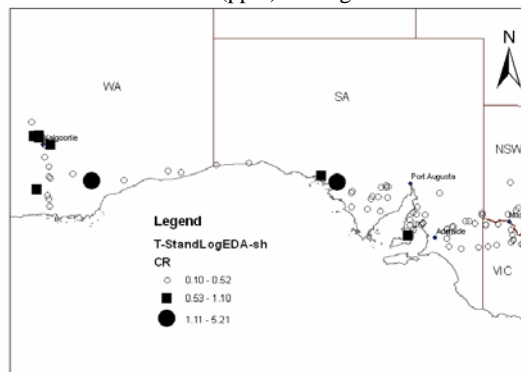 (pp
N
WA
SA
NSW
Kalgoorlie
Port Augusta
Adelaide
VIC
Legend
T-StandLogEDA-sh
CR
0.10 - 0.52
0.53 - 1.10
1.11 - 5.21